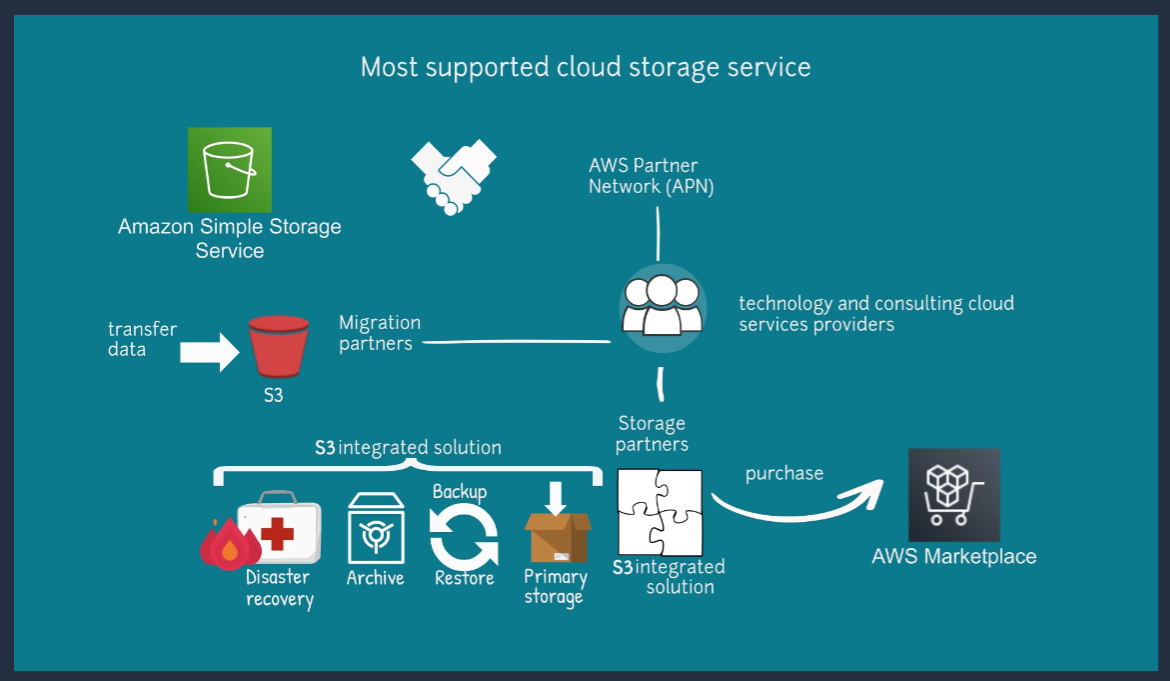 Most supported cloud storage service
Amazon Simple Storage
Service
AWS Partner
Network (APN)
technology and consulting cloud
services providers
transfer
data
S3
Migration
partners
Storage
partners
S3 integrated solution
Disaster
recovery
Archive
Backup
Restore
Primary
storage
S3 integrated
solution
purchase
AWS Marketplace